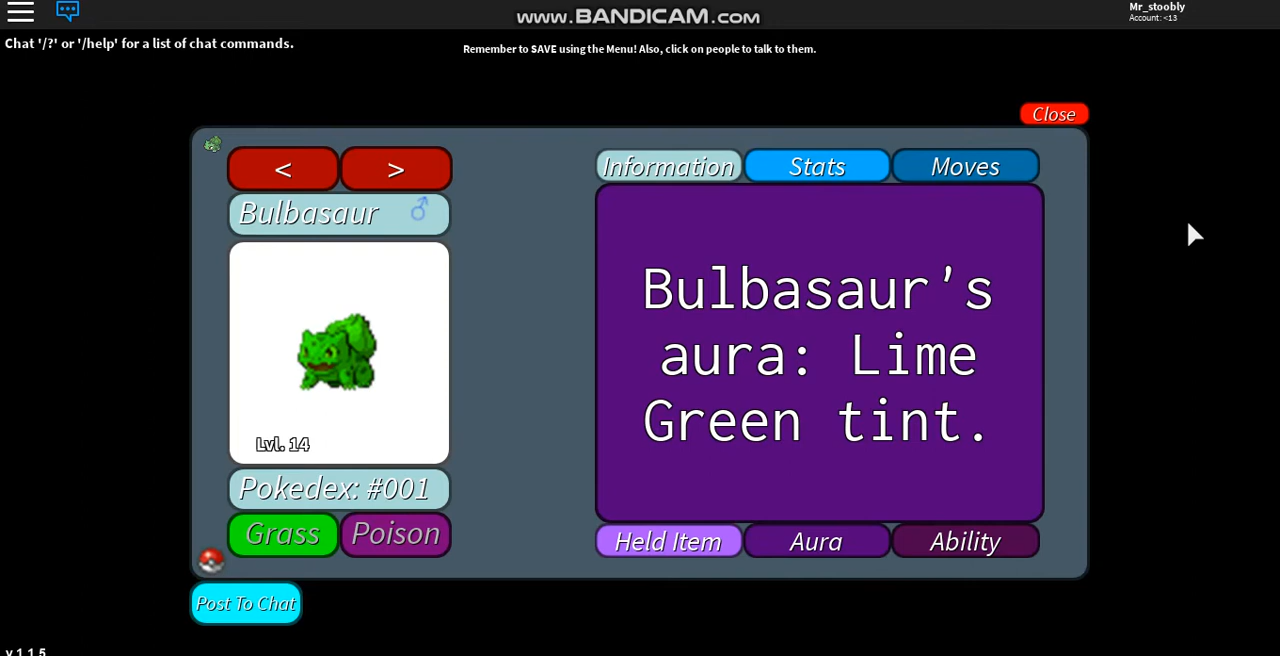 www.BANDICAM.com
Mr_stoobly
Account: <13
Chat '/?' or '/help' for a list of chat commands.
Remember to SAVE using the Menu! Also, click on people to talk to them.
Close
< >
Information Stats Moves
Bulbasaur ♂
Bulbasaur's
aura: Lime
Green tint.
Lvl. 14
Pokedex: #001
Grass Poison
Held Item Aura Ability
Post To Chat
v 1.1.5